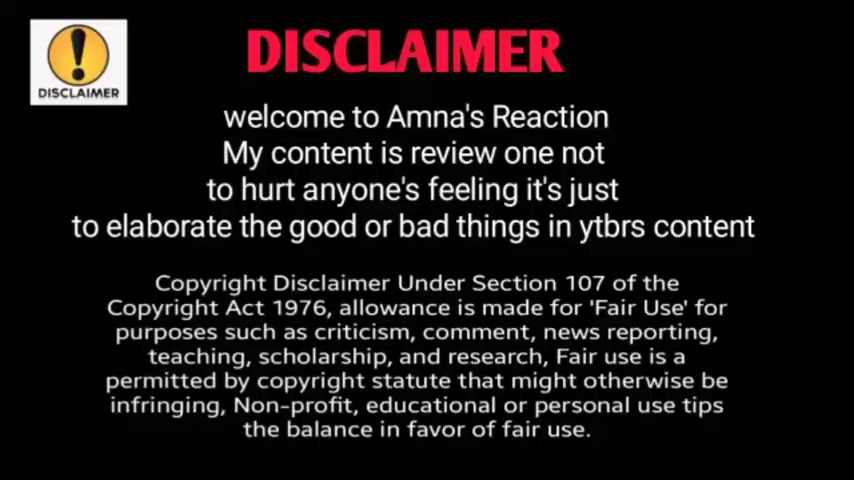 DISCLAIMER
DISCLAIMER
welcome to Amna's Reaction
My content is review one not
to hurt anyone's feeling it's just
to elaborate the good or bad things in ytbrs content
Copyright Disclaimer Under Section 107 of the
Copyright Act 1976, allowance is made for 'Fair Use' for
purposes such as criticism, comment, news reporting,
teaching, scholarship, and research, Fair use is a
permitted by copyright statute that might otherwise be
infringing, Non-profit, educational or personal use tips
the balance in favor of fair use.